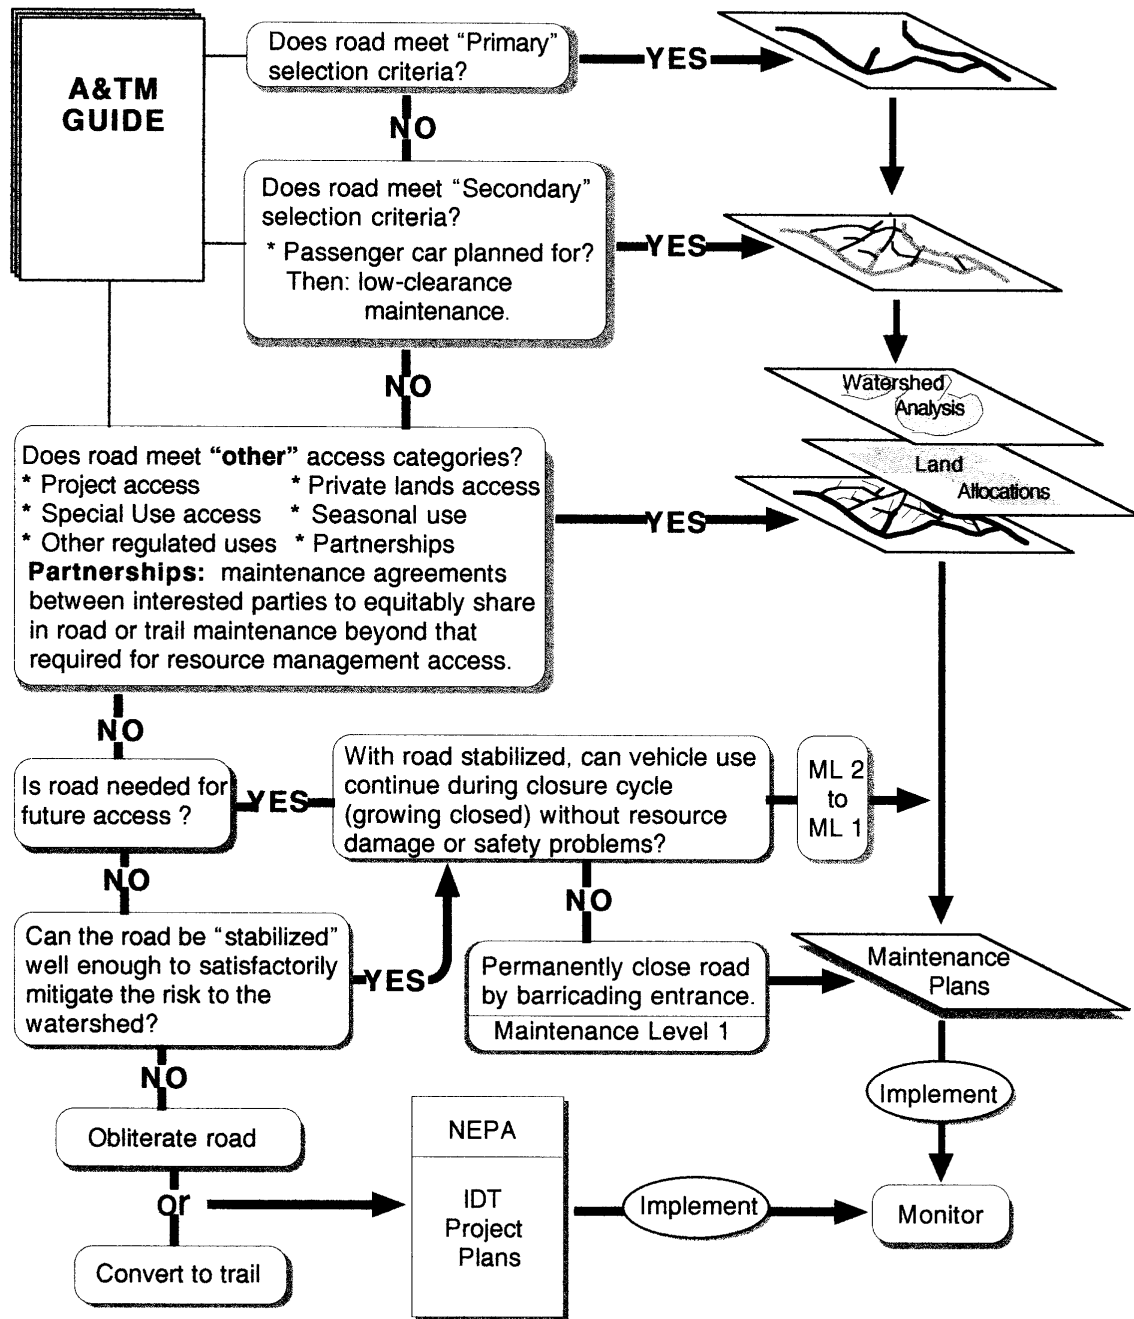 A&TM
GUIDE
Does road meet “Primary”
selection criteria?
YES
NO
Does road meet “Secondary”
selection criteria?
* Passenger car planned for?
Then: low-clearance
maintenance.
YES
NO
Watershed
Analysis
Land
Allocations
Does road meet “other” access categories?
* Project access * Private lands access
* Special Use access * Seasonal use
* Other regulated uses * Partnerships
Partnerships: maintenance agreements
between interested parties to equitably share
in road or trail maintenance beyond that
required for resource management access.
YES
NO
Is road needed for
future access ?
YES
With road stabilized, can vehicle use
continue during closure cycle
(growing closed) without resource
damage or safety problems?
ML 2
to
ML 1
NO
NO
Can the road be “stabilized”
well enough to satisfactorily
mitigate the risk to the
watershed?
YES
Permanently close road
by barricading entrance.
Maintenance Level 1
Maintenance
Plans
NO
Implement
Obliterate road
or
Convert to trail
NEPA
IDT
Project
Plans
Implement
Monitor